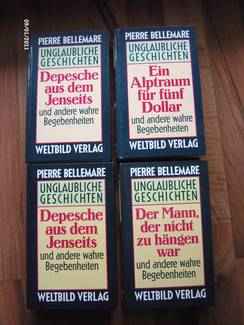 PIERRE BELLEMARE
UNGLAUBLICHE
GESCHICHTEN
Depesche
aus dem
Jenseits
und andere wahre
Begebenheiten
WELTBILD VERLAG
PIERRE BELLEMARE
UNGLAUBLICHE
GESCHICHTEN
Ein
Alptraum
für fünf
Dollar
und andere wahre
Begebenheiten
WELTBILD VERLAG
PIERRE BELLEMARE
UNGLAUBLICHE
GESCHICHTEN
Depesche
aus dem
Jenseits
und andere wahre
Begebenheiten
WELTBILD VERLAG
PIERRE BELLEMARE
UNGLAUBLICHE
GESCHICHTEN
Der Mann,
der nicht
zu hängen
war
und andere wahre
Begebenheiten
WELTBILD VERLAG